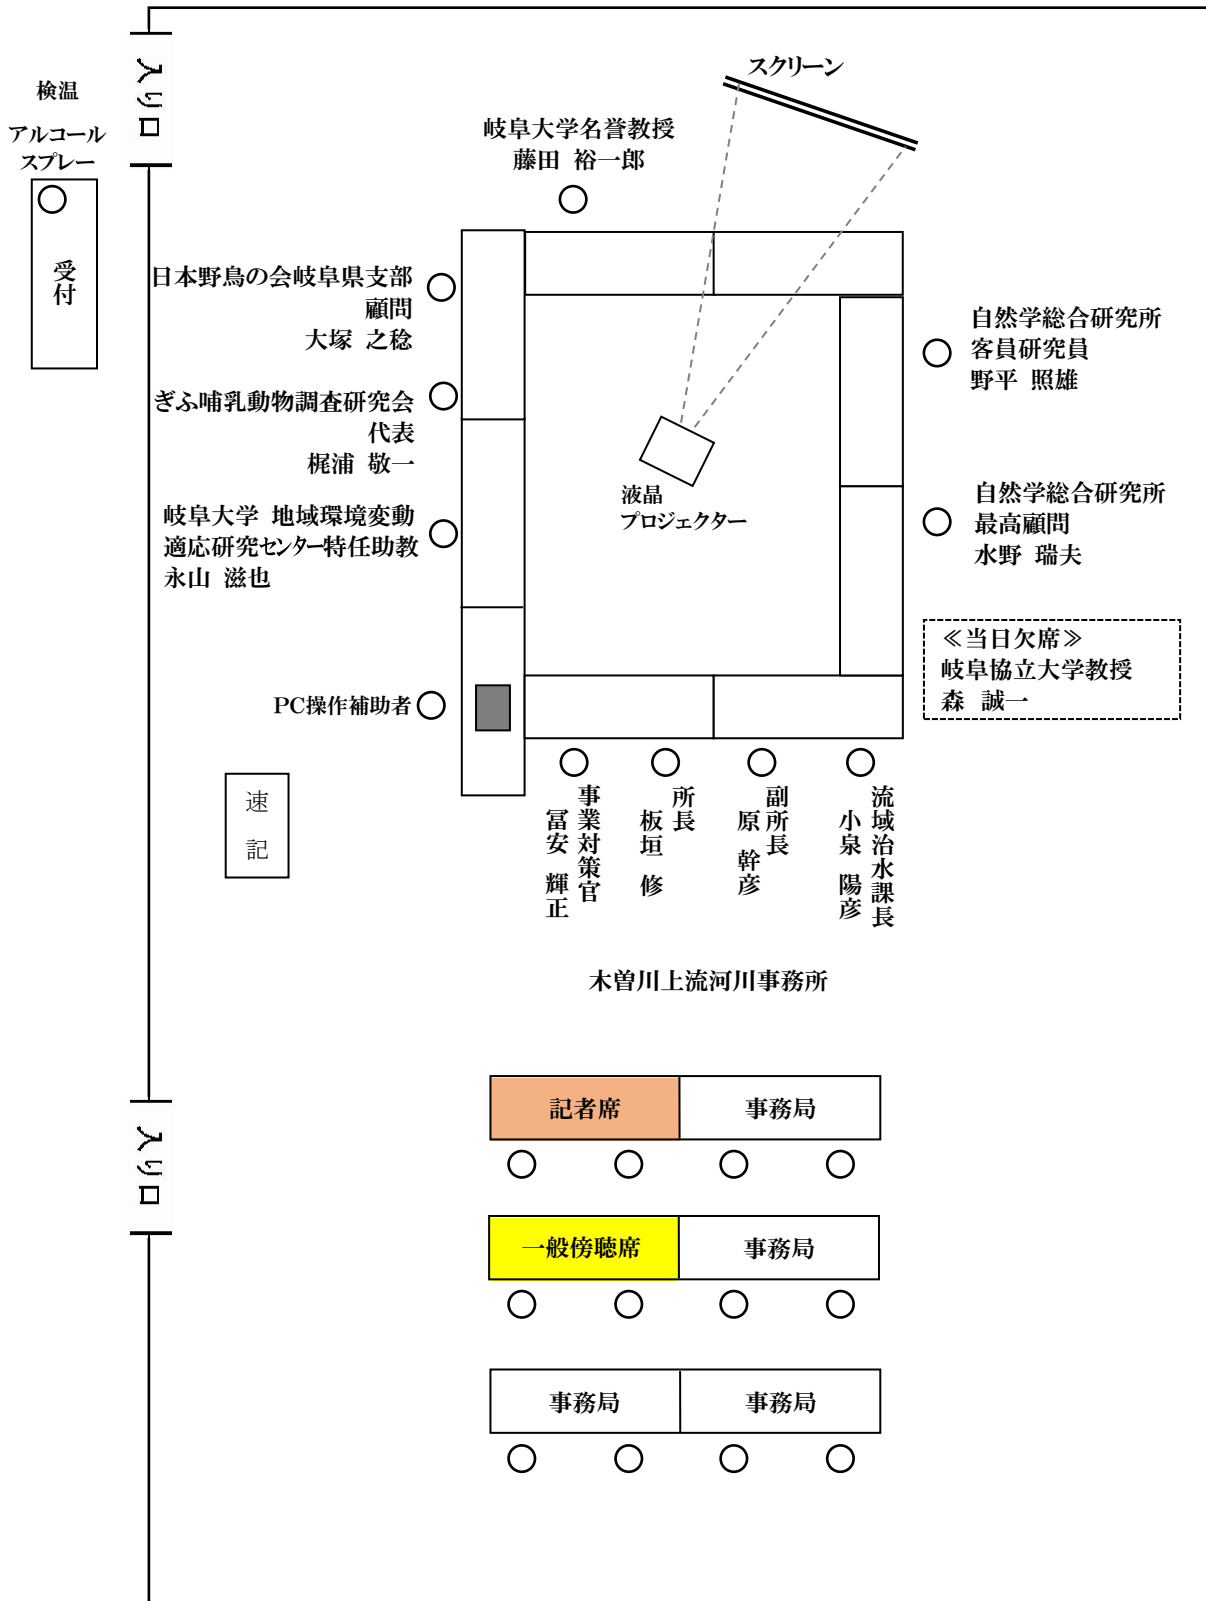 入り口
検温
アルコール
スプレー
受付
スクリーン
岐阜大学名誉教授
藤田 裕一郎
日本野鳥の会岐阜県支部
顧問
大塚 之稔
ぎふ哺乳動物調査研究会
代表
梶浦 敬一
岐阜大学 地域環境変動
適応研究センター特任助教
永山 滋也
PC操作補助者
自然学総合研究所
客員研究員
野平 照雄
自然学総合研究所
最高顧問
水野 瑞夫
≪当日欠席≫
岐阜協立大学教授
森 誠一
液晶
プロジェクター
速記
事業対策官
冨安 輝正
所長
板垣 修
副所長
原 幹彦
流域治水課長
小泉 陽彦
木曽川上流河川事務所
入り口
記者席
事務局
一般傍聴席
事務局
事務局
事務局